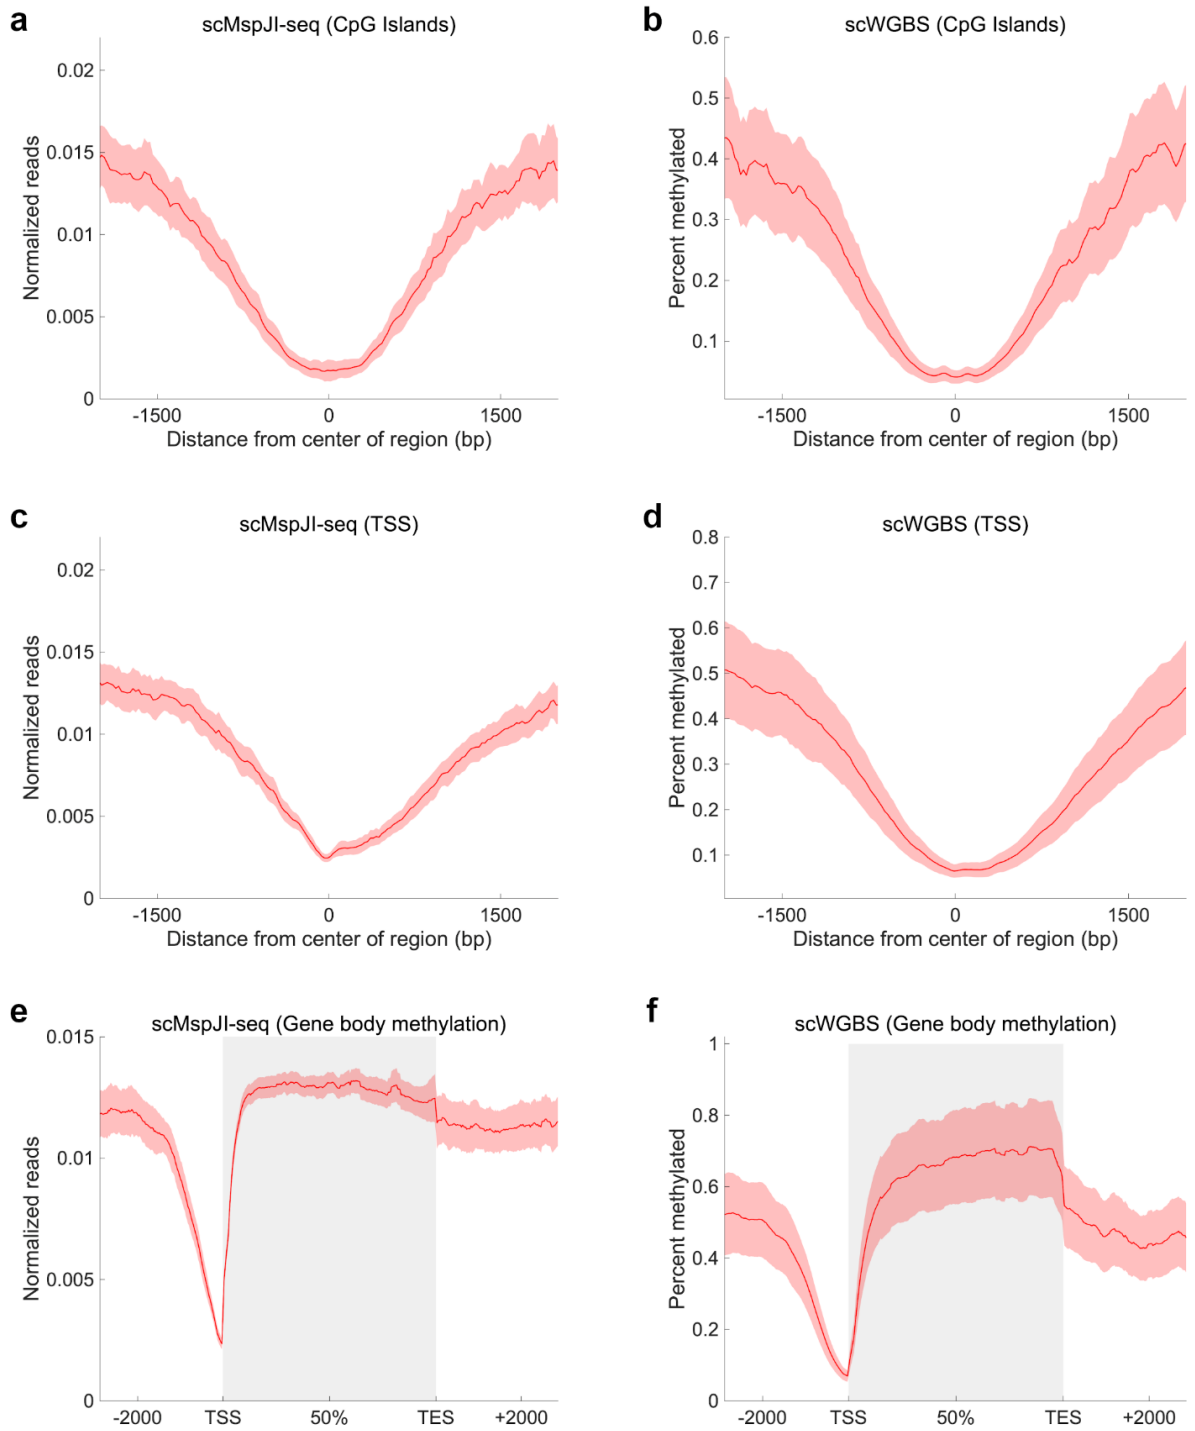 a
scMspJI-seq (CpG Islands)
Normalized reads
0.02
0.015
0.01
0.005
0
-1500
0
1500
Distance from center of region (bp)
b
scWGBS (CpG Islands)
Percent methylated
0.6
0.5
0.4
0.3
0.2
0.1
-1500
0
1500
Distance from center of region (bp)
c
scMspJI-seq (TSS)
Normalized reads
0.02
0.015
0.01
0.005
0
-1500
0
1500
Distance from center of region (bp)
d
scWGBS (TSS)
Percent methylated
0.8
0.7
0.6
0.5
0.4
0.3
0.2
0.1
-1500
0
1500
Distance from center of region (bp)
e
scMspJI-seq (Gene body methylation)
Normalized reads
0.015
0.01
0.005
0
-2000
TSS
50%
TES
+2000
f
scWGBS (Gene body methylation)
Percent methylated
1
0.8
0.6
0.4
0.2
0
-2000
TSS
50%
TES
+2000